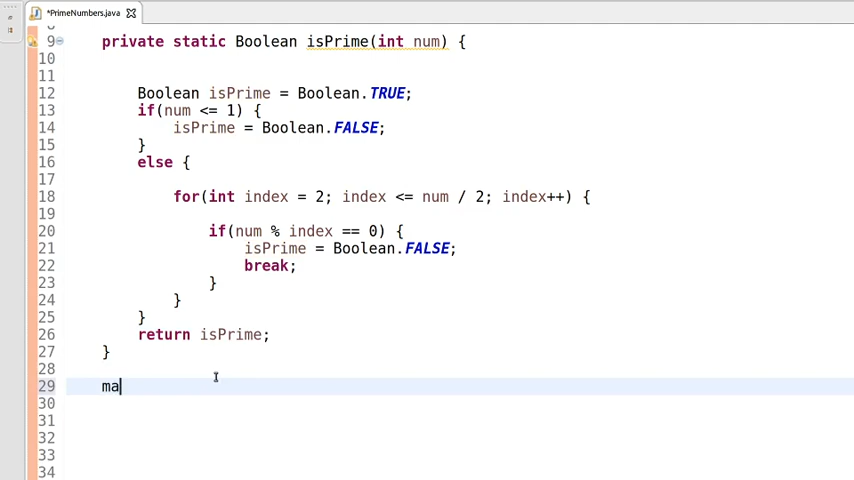 *PrimeNumbers.java
9 private static Boolean isPrime(int num) {
10
11
12 Boolean isPrime = Boolean.TRUE;
13 if(num <= 1) {
14 isPrime = Boolean.FALSE;
15 }
16 else {
17
18 for(int index = 2; index <= num / 2; index++) {
19
20 if(num % index == 0) {
21 isPrime = Boolean.FALSE;
22 break;
23 }
24 }
25 }
26 return isPrime;
27 }
28
29 ma
30
31
32
33
34